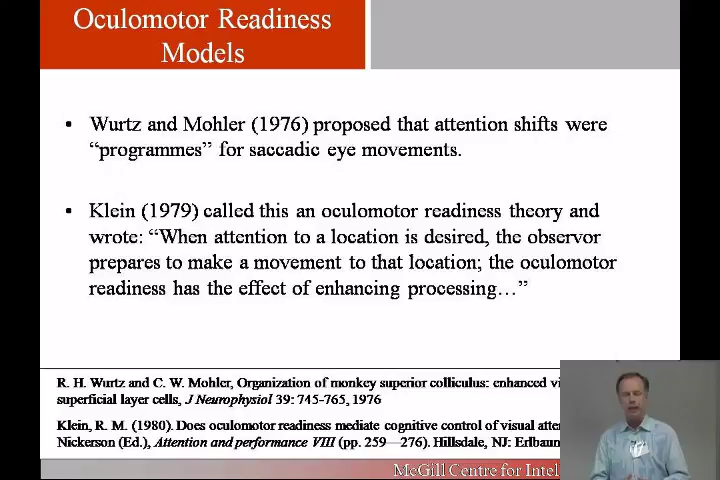 Oculomotor Readiness
Models
• Wurtz and Mohler (1976) proposed that attention shifts were
“programmes” for saccadic eye movements.
• Klein (1979) called this an oculomotor readiness theory and
wrote: “When attention to a location is desired, the observor
prepares to make a movement to that location; the oculomotor
readiness has the effect of enhancing processing…”
R. H. Wurtz and C. W. Mohler, Organization of monkey superior colliculus: enhanced vi
superficial layer cells, J Neurophysiol 39: 745-765, 1976
Klein, R. M. (1980). Does oculomotor readiness mediate cognitive control of visual atte
Nickerson (Ed.), Attention and performance VIII (pp. 259—276). Hillsdale, NJ: Erlbaum
McGill Centre for Intel